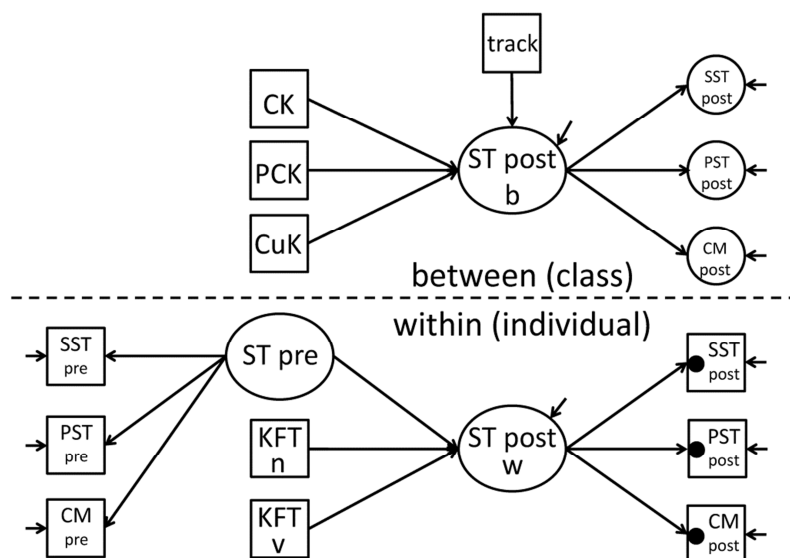 track
CK
PCK
CuK
ST post
b
SST
post
PST
post
CM
post
between (class)
within (individual)
SST
pre
PST
pre
CM
pre
ST pre
KFT
n
KFT
v
ST post
w
SST
post
PST
post
CM
post